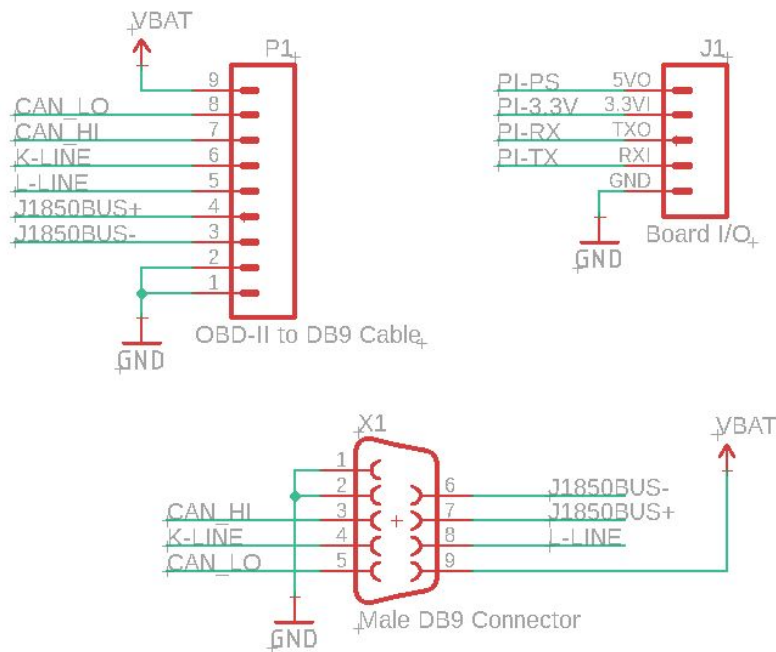 VBAT
P1
9
CAN_LO 8
CAN_HI 7
K-LINE 6
L-LINE 5
J1850BUS+ 4
J1850BUS- 3
2
1
GND
OBD-II to DB9 Cable
J1
PI-PS 5VO
PI-3.3V 3.3VI
PI-RX TXO
PI-TX RXI
GND
GND
Board I/O
X1
VBAT
1
2 6 J1850BUS-
CAN_HI 3 7 J1850BUS+
K-LINE 4 8 L-LINE
CAN_LO 5 9
GND
Male DB9 Connector